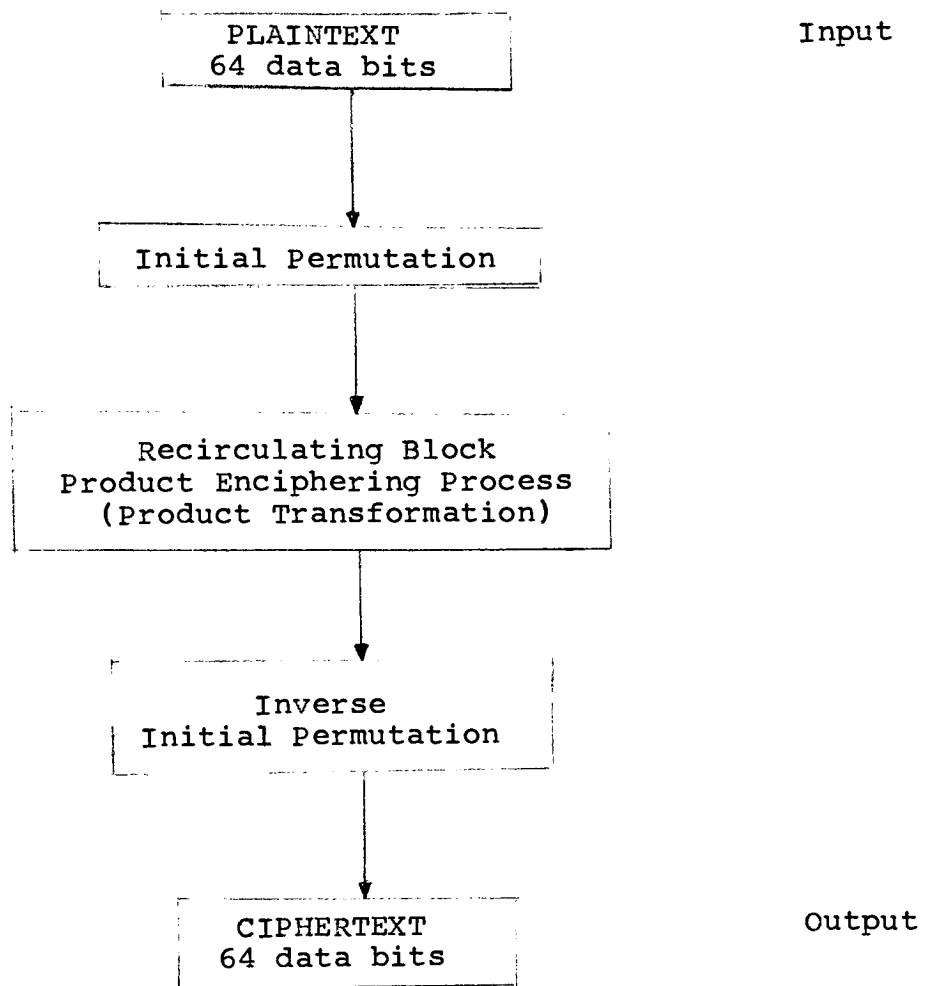 PLAINTEXT
64 data bits
Input
Initial Permutation
Recirculating Block
Product Enciphering Process
(Product Transformation)
Inverse
Initial Permutation
CIPHERTEXT
64 data bits
Output